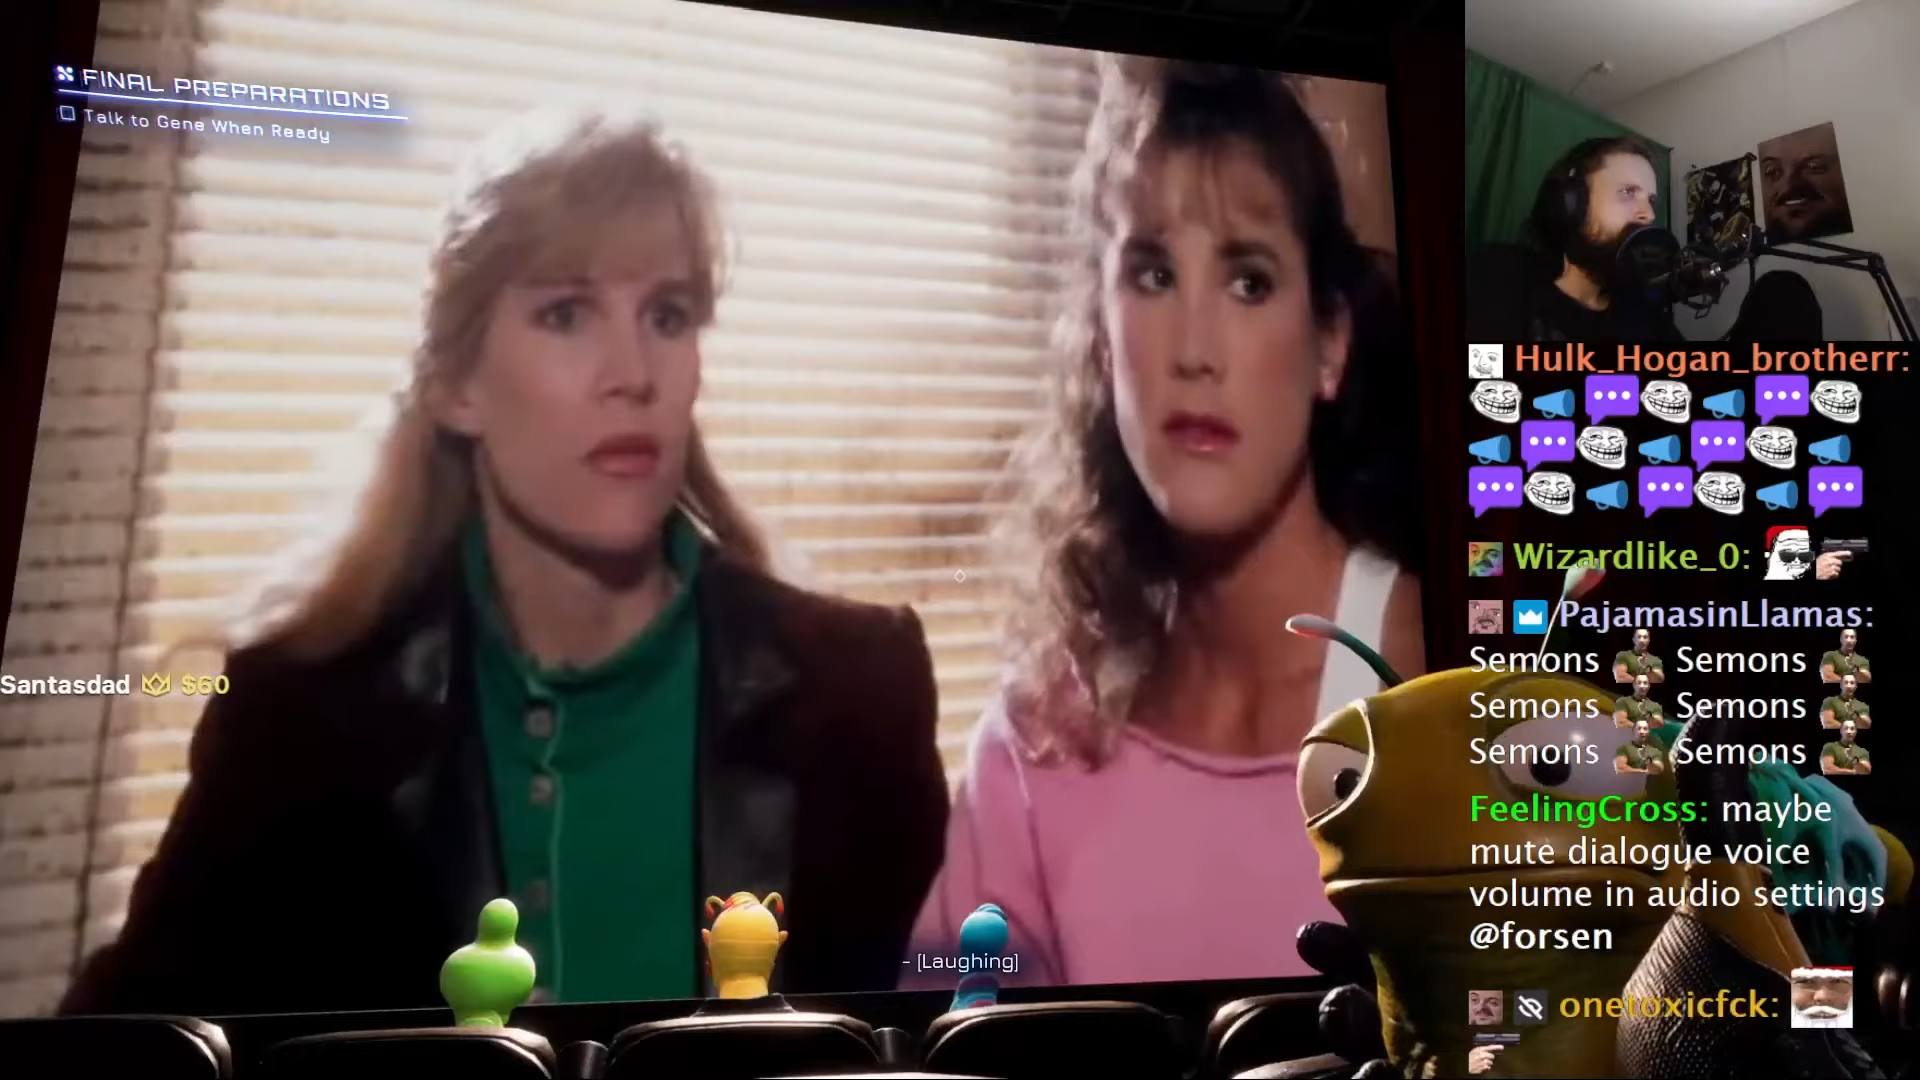 FINAL PREPARATIONS
Talk to Gene When Ready
Santasdad $60
- [Laughing]
Hulk_Hogan_brotherr:
Wizardlike_0:
PajamasinLlamas:
Semons Semons
Semons Semons
Semons Semons
FeelingCross: maybe
mute dialogue voice
volume in audio settings
@forsen
onetoxicfck: